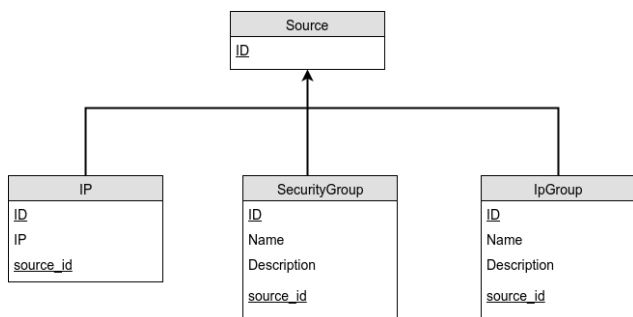 Source
ID
IP
ID
IP
source_id
SecurityGroup
ID
Name
Description
source_id
IpGroup
ID
Name
Description
source_id